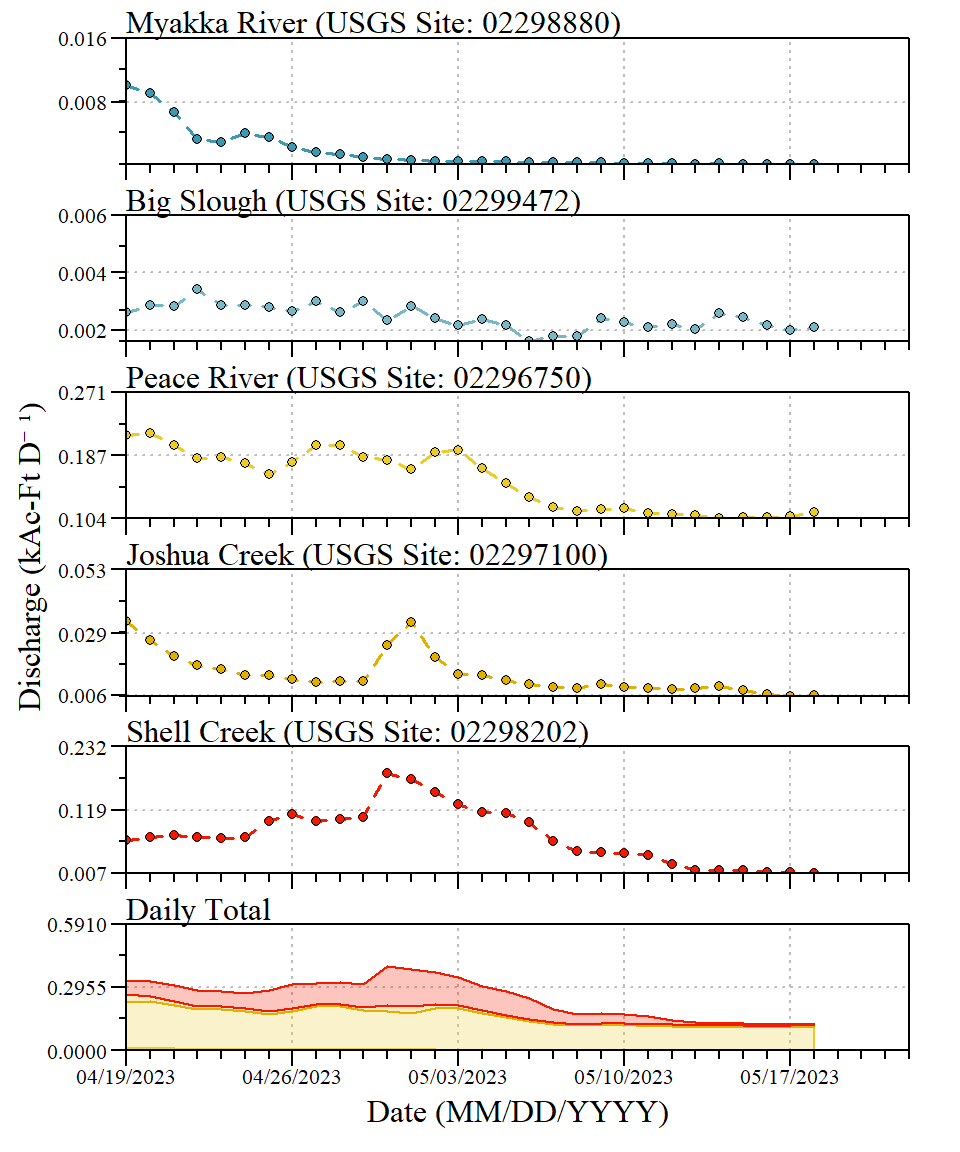 Myakka River (USGS Site: 02298880)
0.016
0.008
Big Slough (USGS Site: 02299472)
0.006
0.004
0.002
Peace River (USGS Site: 02296750)
0.271
0.187
0.104
Joshua Creek (USGS Site: 02297100)
0.053
0.029
0.006
Shell Creek (USGS Site: 02298202)
0.232
0.119
0.007
Daily Total
0.5910
0.2955
0.0000
Discharge (kAc-Ft D⁻¹)
04/19/2023 04/26/2023 05/03/2023 05/10/2023 05/17/2023
Date (MM/DD/YYYY)